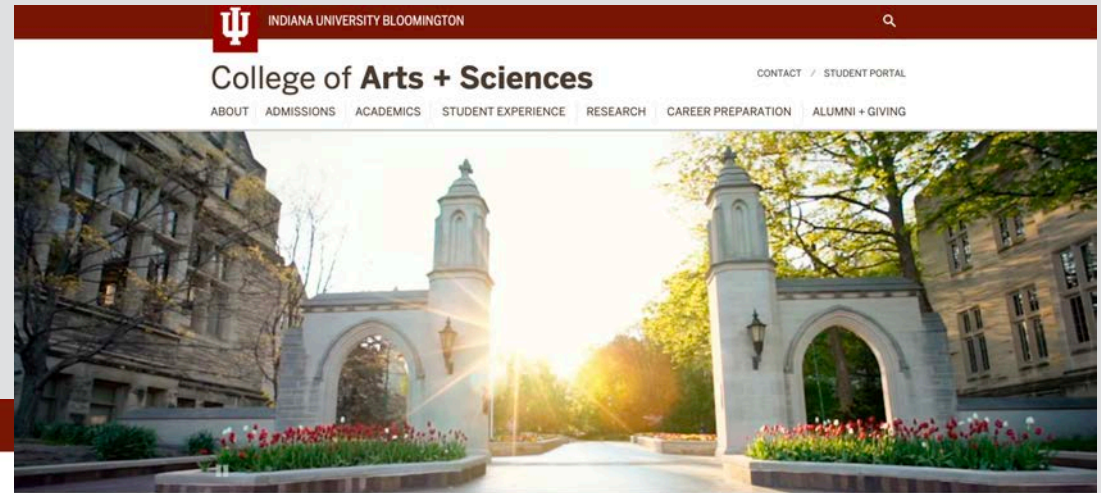 INDIANA UNIVERSITY BLOOMINGTON
College of Arts + Sciences
CONTACT / STUDENT PORTAL
ABOUT ADMISSIONS ACADEMICS STUDENT EXPERIENCE RESEARCH CAREER PREPARATION ALUMNI + GIVING